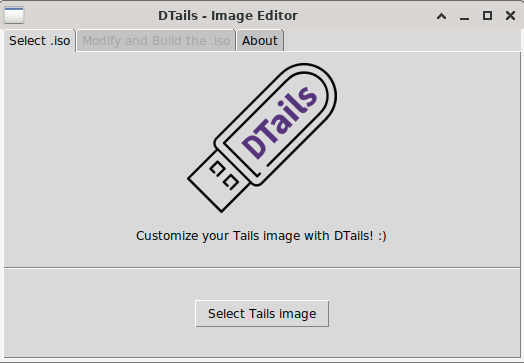 DTails - Image Editor
Select .iso
Modify and Build the .iso
About
DTails
Customize your Tails image with DTails! :)
Select Tails image